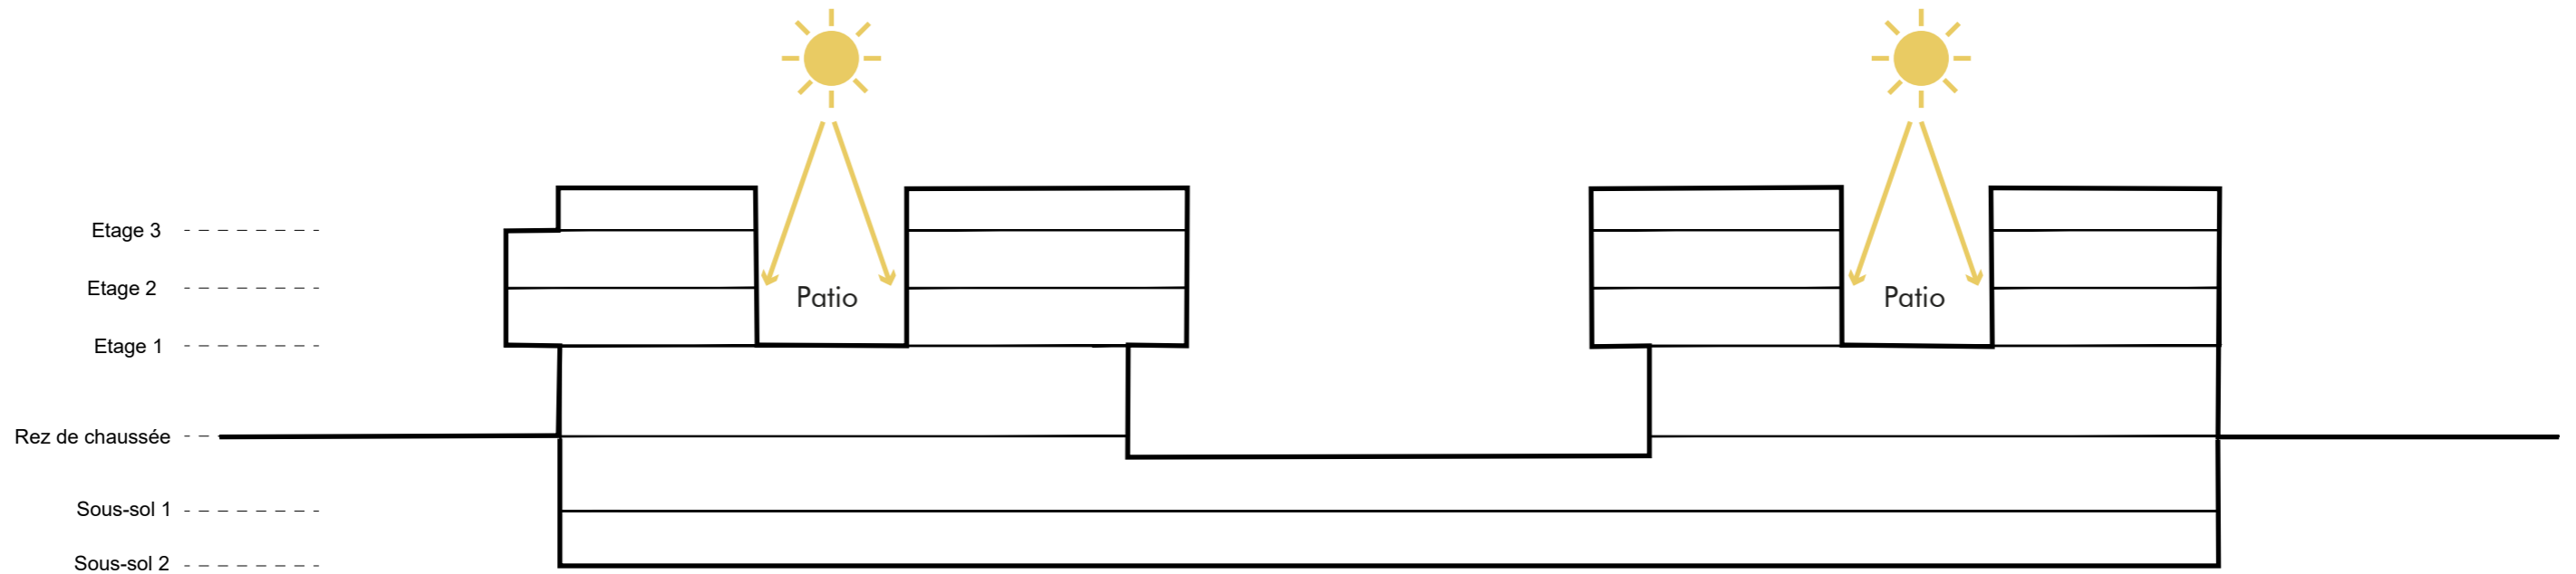 Etage 3
Etage 2
Patio
Patio
Etage 1
Rez de chaussée
Sous-sol 1
Sous-sol 2